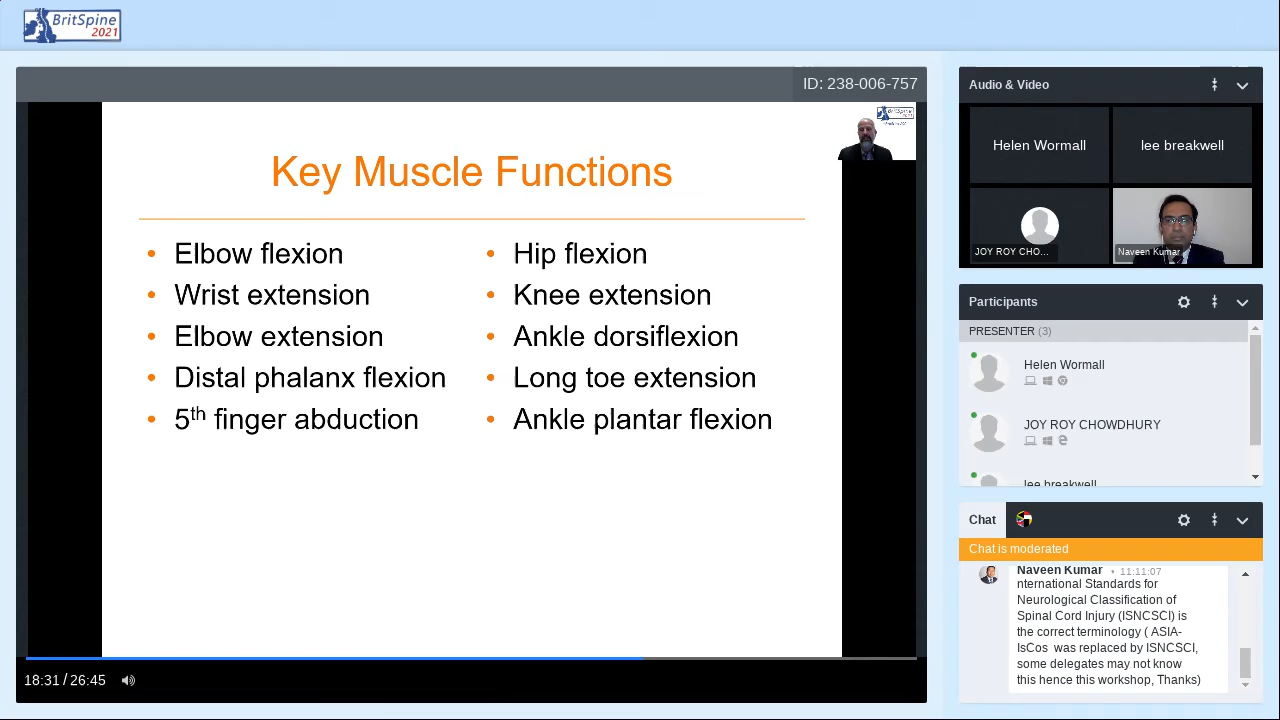 BritSpine
2021
ID: 238-006-757
Key Muscle Functions
• Elbow flexion
• Wrist extension
• Elbow extension
• Distal phalanx flexion
• 5th finger abduction
• Hip flexion
• Knee extension
• Ankle dorsiflexion
• Long toe extension
• Ankle plantar flexion
18:31 / 26:45
Audio & Video
Helen Wormall
lee breakwell
JOY ROY CHO...
Naveen Kumar
Participants
PRESENTER (3)
Helen Wormall
JOY ROY CHOWDHURY
lee breakwell
Chat
Chat is moderated
Naveen Kumar • 11:11:07
nternational Standards for
Neurological Classification of
Spinal Cord Injury (ISNCSCI) is
the correct terminology ( ASIA-
IsCos was replaced by ISNCSCI,
some delegates may not know
this hence this workshop, Thanks)